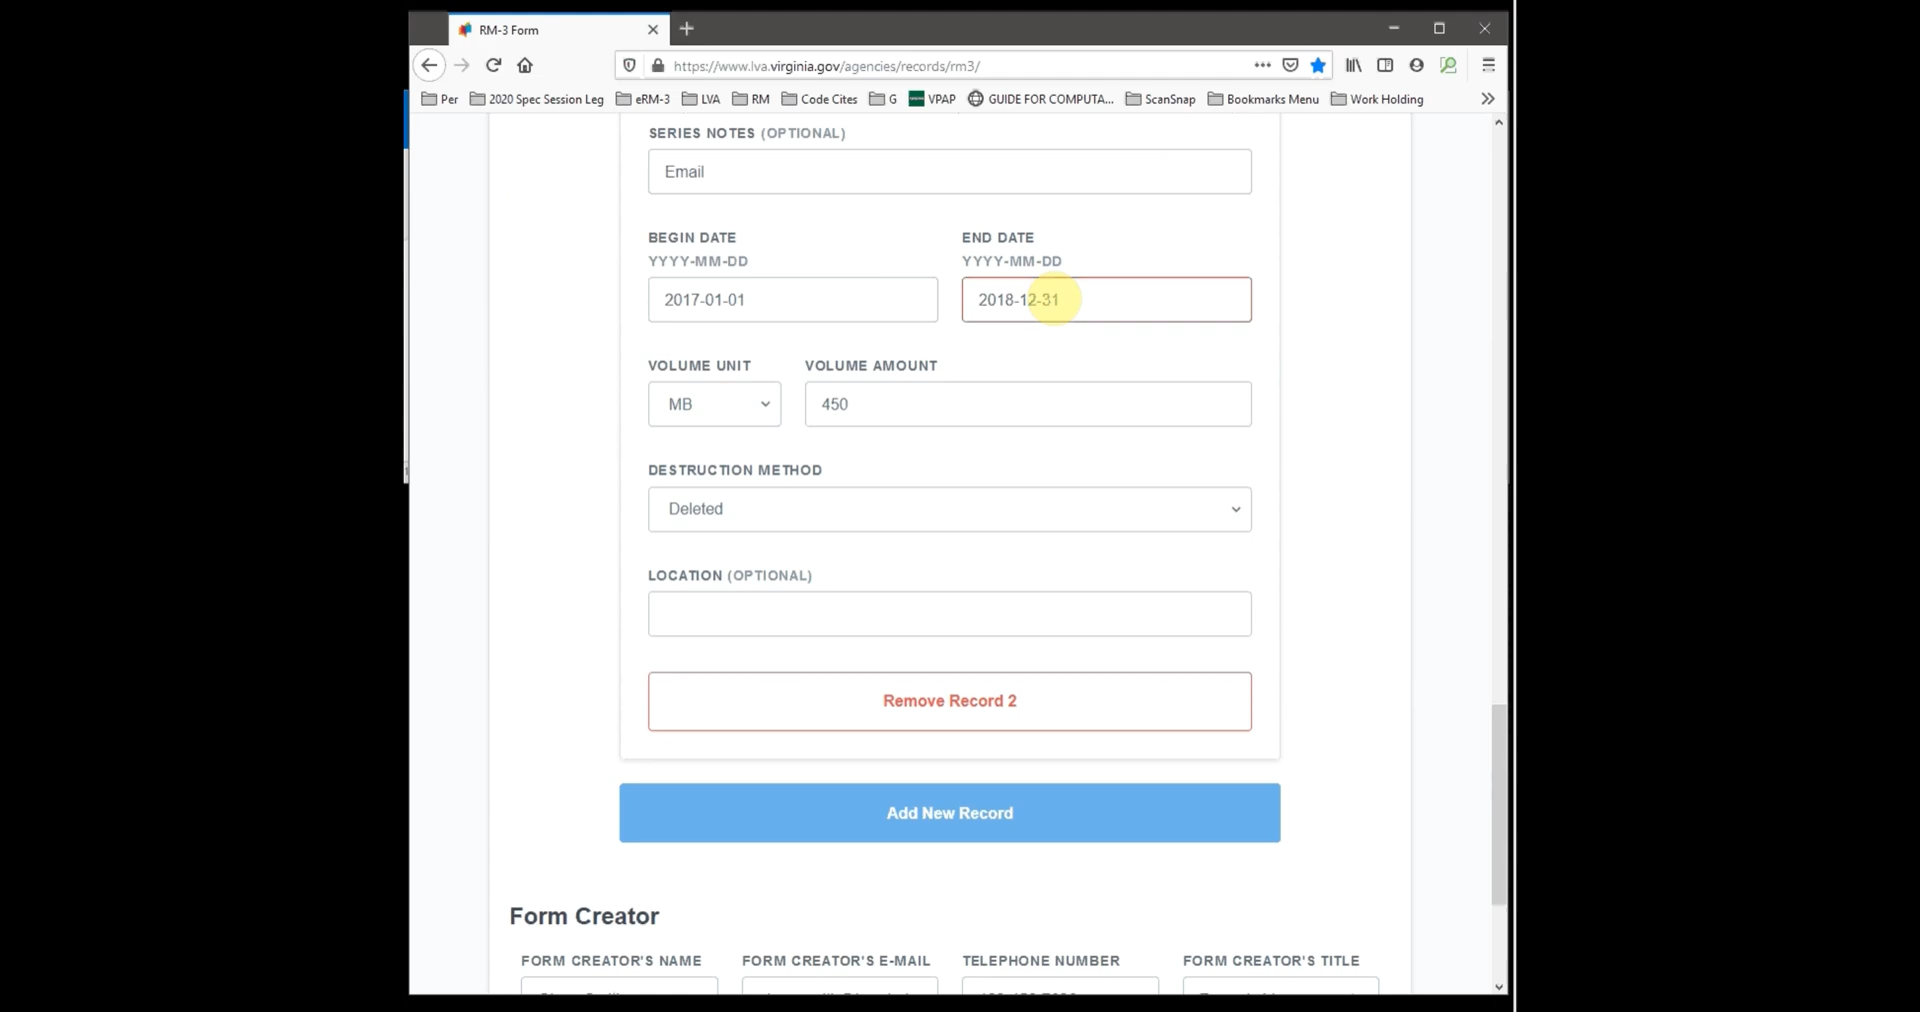 RM-3 Form
https://www.lva.virginia.gov/agencies/records/rm3/
Per 2020 Spec Session Leg eRM-3 LVA RM Code Cites G VPAP GUIDE FOR COMPUTA... ScanSnap Bookmarks Menu Work Holding
SERIES NOTES (OPTIONAL)
Email
BEGIN DATE END DATE
YYYY-MM-DD YYYY-MM-DD
2017-01-01 2018-12-31
VOLUME UNIT VOLUME AMOUNT
MB 450
DESTRUCTION METHOD
Deleted
LOCATION (OPTIONAL)
Remove Record 2
Add New Record
Form Creator
FORM CREATOR'S NAME FORM CREATOR'S E-MAIL TELEPHONE NUMBER FORM CREATOR'S TITLE